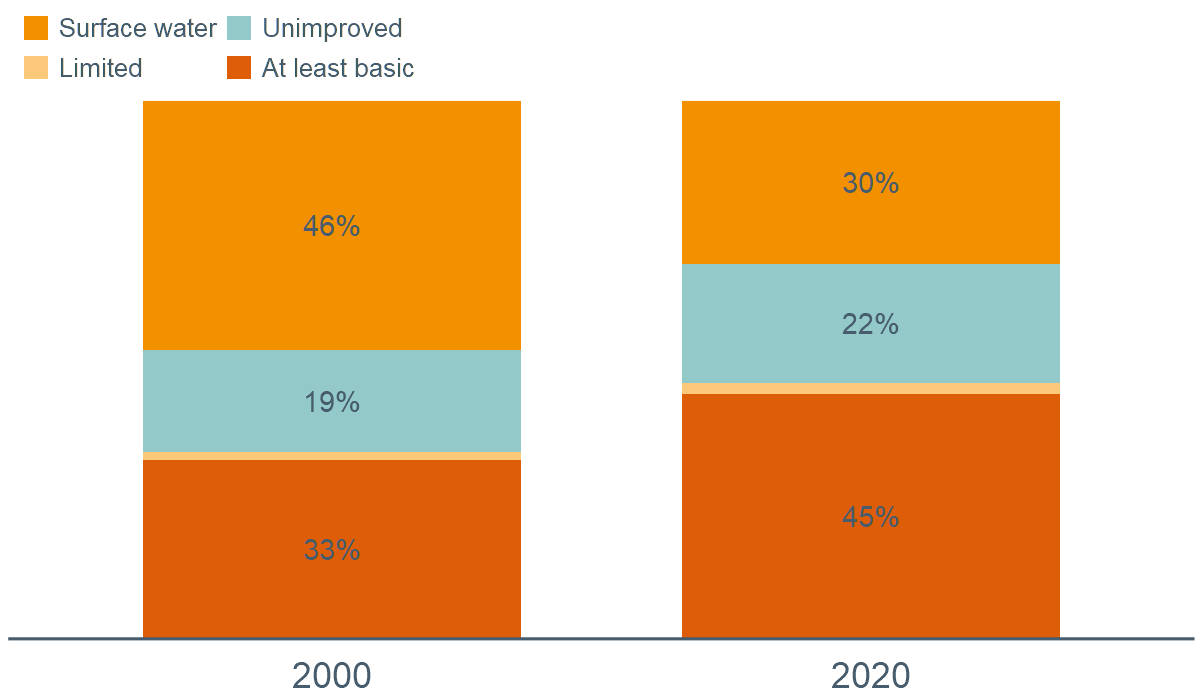 Surface water Unimproved
Limited At least basic
46% 30%
19% 22%
33% 45%
2000 2020